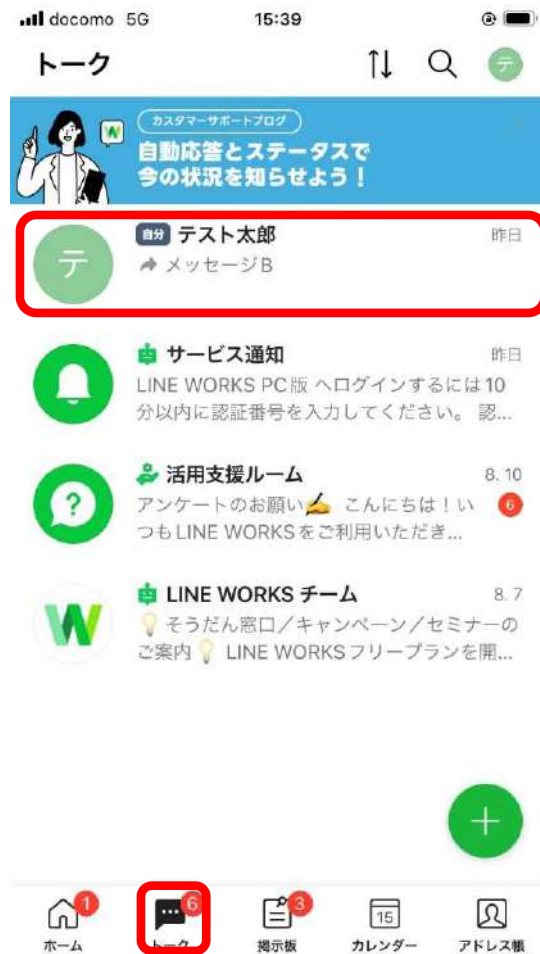 docomo 5G 15:39
トーク
テ
カスタマーサポートブログ
自動応答とステータスで
今の状況を知らせよう！
テ
自分 テスト太郎 昨日
メッセージB
サービス通知 昨日
LINE WORKS PC版 へログインするには10
分以内に認証番号を入力してください。 認...
活用支援ルーム 8. 10
アンケートのお願い✍️ こんにちは！い 6
つもLINE WORKSをご利用いただき...
LINE WORKS チーム 8. 7
💡そうだん窓口／キャンペーン／セミナーの
ご案内💡 LINE WORKSフリープランを開...
1 6 3 15
ホーム トーク 掲示板 カレンダー アドレス帳